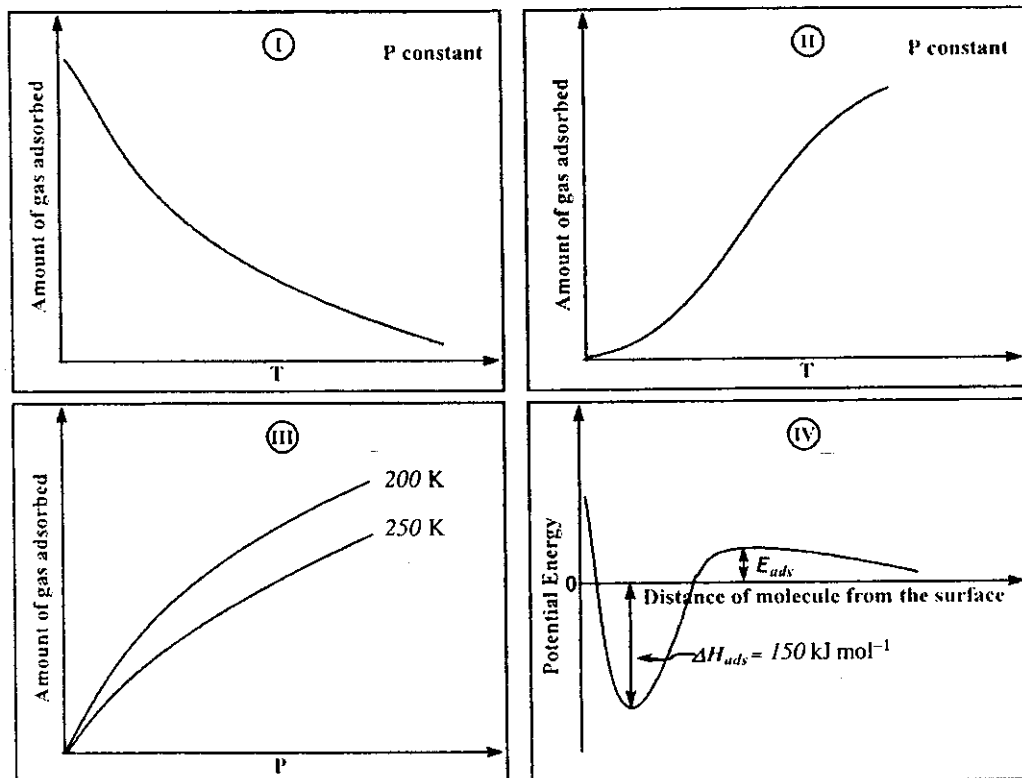 I
P constant
Amount of gas adsorbed
T
II
P constant
Amount of gas adsorbed
T
III
200 K
250 K
Amount of gas adsorbed
P
IV
Potential Energy
0
E_ads
Distance of molecule from the surface
ΔH_ads = 150 kJ mol⁻¹